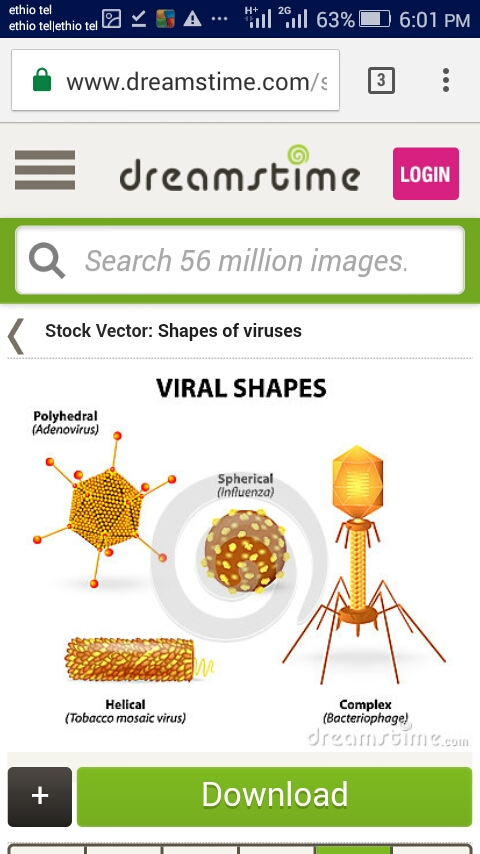 ethio tel
ethio tel|ethio tel
H+ 2G 63% 6:01 PM
www.dreamstime.com/s
3
dreamstime
LOGIN
Search 56 million images.
Stock Vector: Shapes of viruses
VIRAL SHAPES
Polyhedral
(Adenovirus)
Spherical
(Influenza)
Helical
(Tobacco mosaic virus)
Complex
(Bacteriophage)
dreamstime.com
+
Download